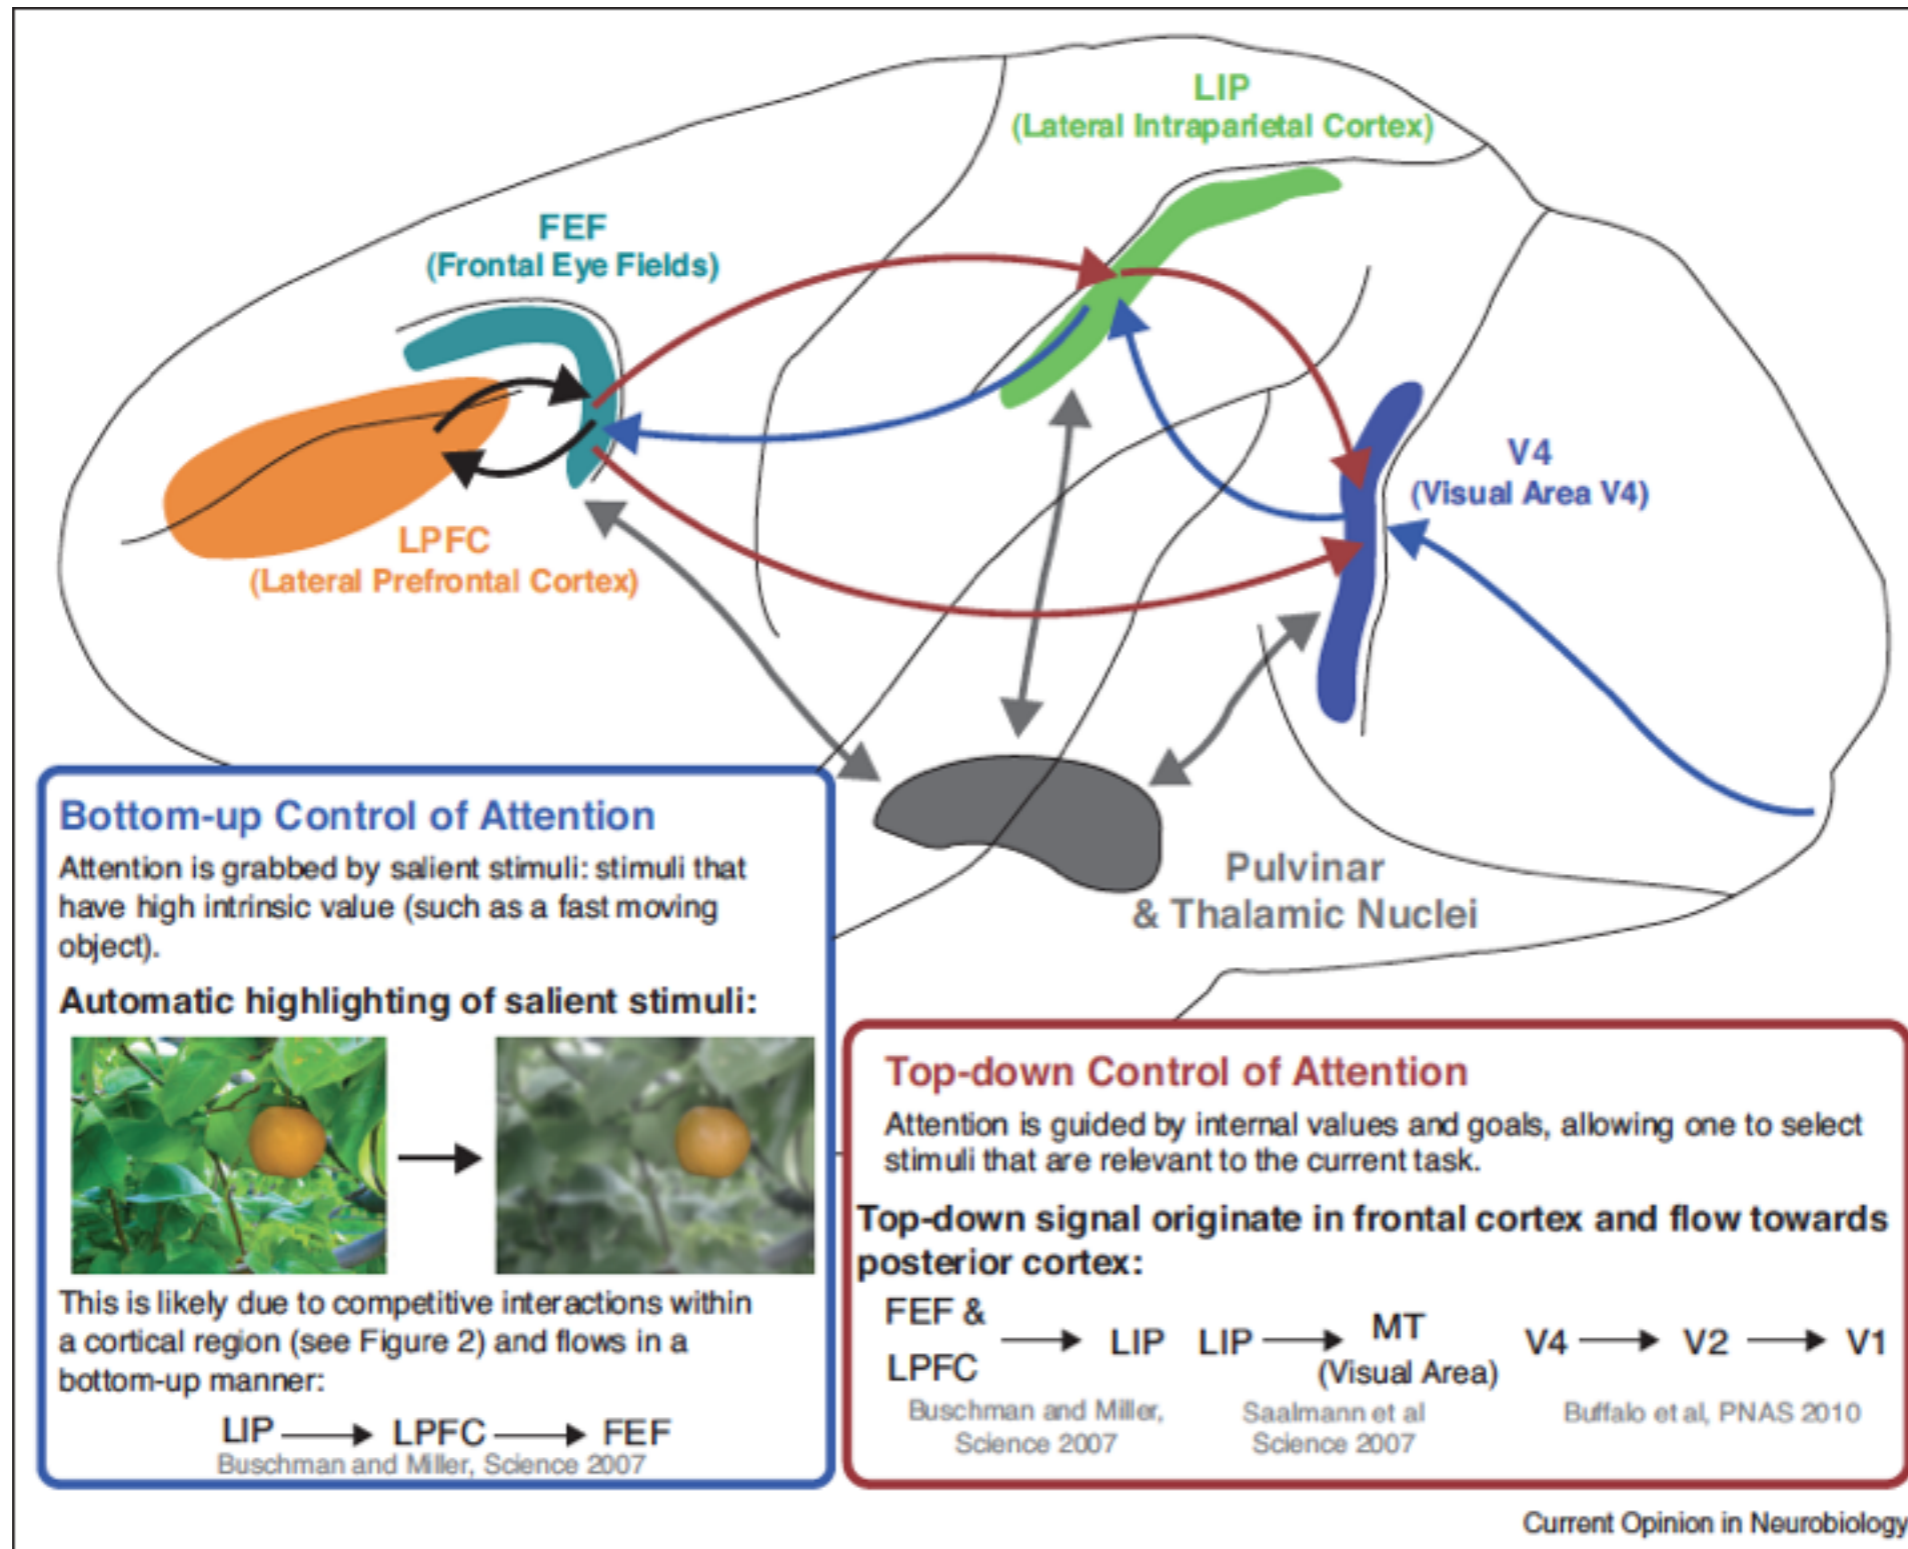 LIP
(Lateral Intraparietal Cortex)
FEF
(Frontal Eye Fields)
V4
(Visual Area V4)
LPFC
(Lateral Prefrontal Cortex)
Pulvinar
& Thalamic Nuclei
Bottom-up Control of Attention
Attention is grabbed by salient stimuli: stimuli that
have high intrinsic value (such as a fast moving
object).
Automatic highlighting of salient stimuli:
This is likely due to competitive interactions within
a cortical region (see Figure 2) and flows in a
bottom-up manner:
LIP LPFC FEF
Buschman and Miller, Science 2007
Top-down Control of Attention
Attention is guided by internal values and goals, allowing one to select
stimuli that are relevant to the current task.
Top-down signal originate in frontal cortex and flow towards
posterior cortex:
FEF &
LPFC
LIP
LIP
MT
(Visual Area)
V4 V2 V1
Buschman and Miller,
Science 2007
Saalmann et al
Science 2007
Buffalo et al, PNAS 2010
Current Opinion in Neurobiology